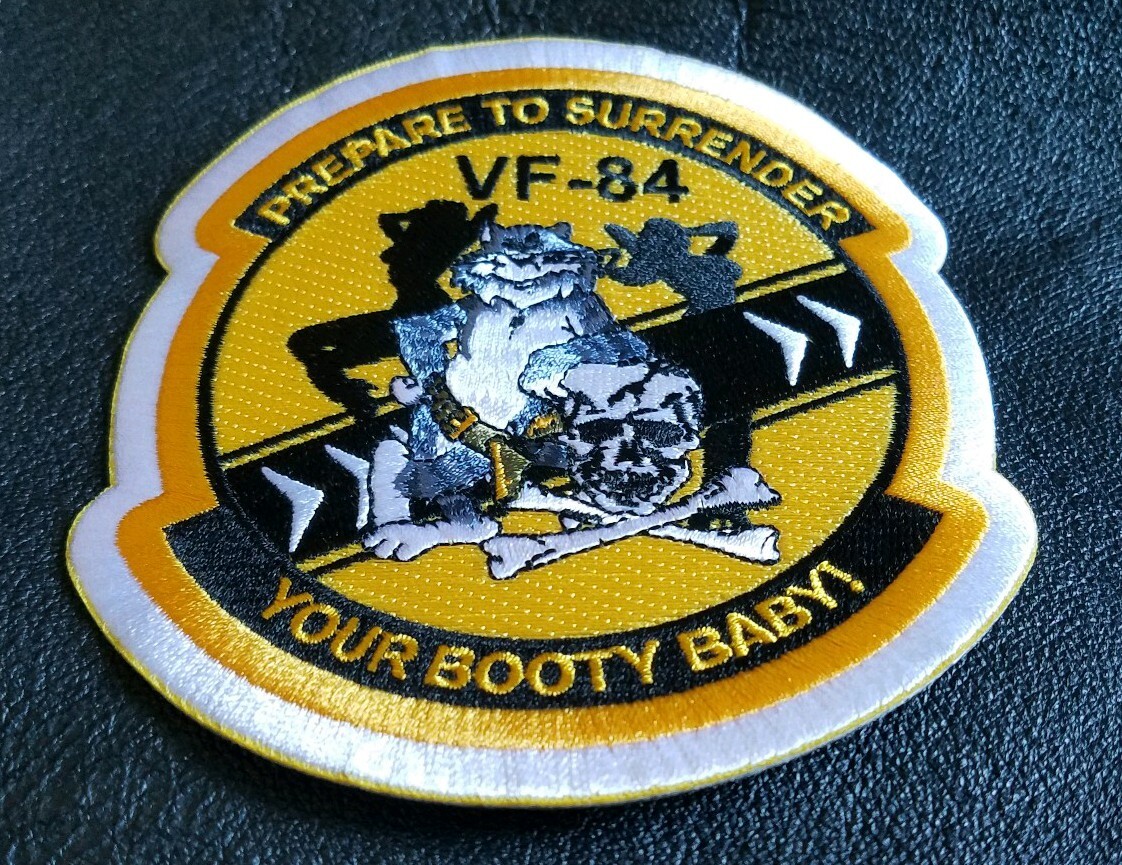 PREPARE TO SURRENDER
VF-84
YOUR BOOTY BABY!